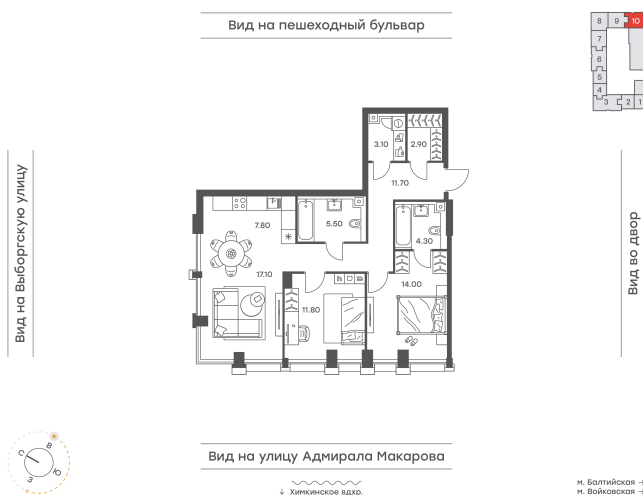 Вид на пешеходный бульвар
8 9 10
7
6
5
4
3 2 1
Вид на Выборгскую улицу
Вид во двор
3.10 2.90
11.70
7.80 5.50
4.30
17.10
14.00
11.80
Вид на улицу Адмирала Макарова
С В
З Ю
↓ Химкинское вдхр.
м. Балтийская
м. Войковская